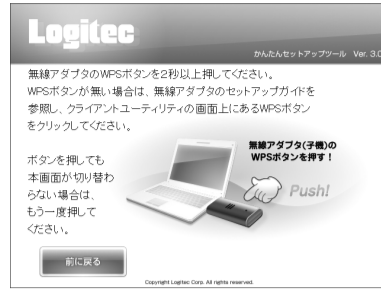 Logitec
かんたんセットアップツール Ver. 3.0
無線アダプタのWPSボタンを2秒以上押してください。
WPSボタンが無い場合は、無線アダプタのセットアップガイドを
参照し、クライアントユーティリティの画面上にあるWPSボタン
をクリックしてください。
ボタンを押しても
本画面が切り替わ
らない場合は、
もう一度押して
ください。
無線アダプタ(子機)の
WPSボタンを押す！
Push!
前に戻る
Copyright Logitec Corp. All rights reserved.